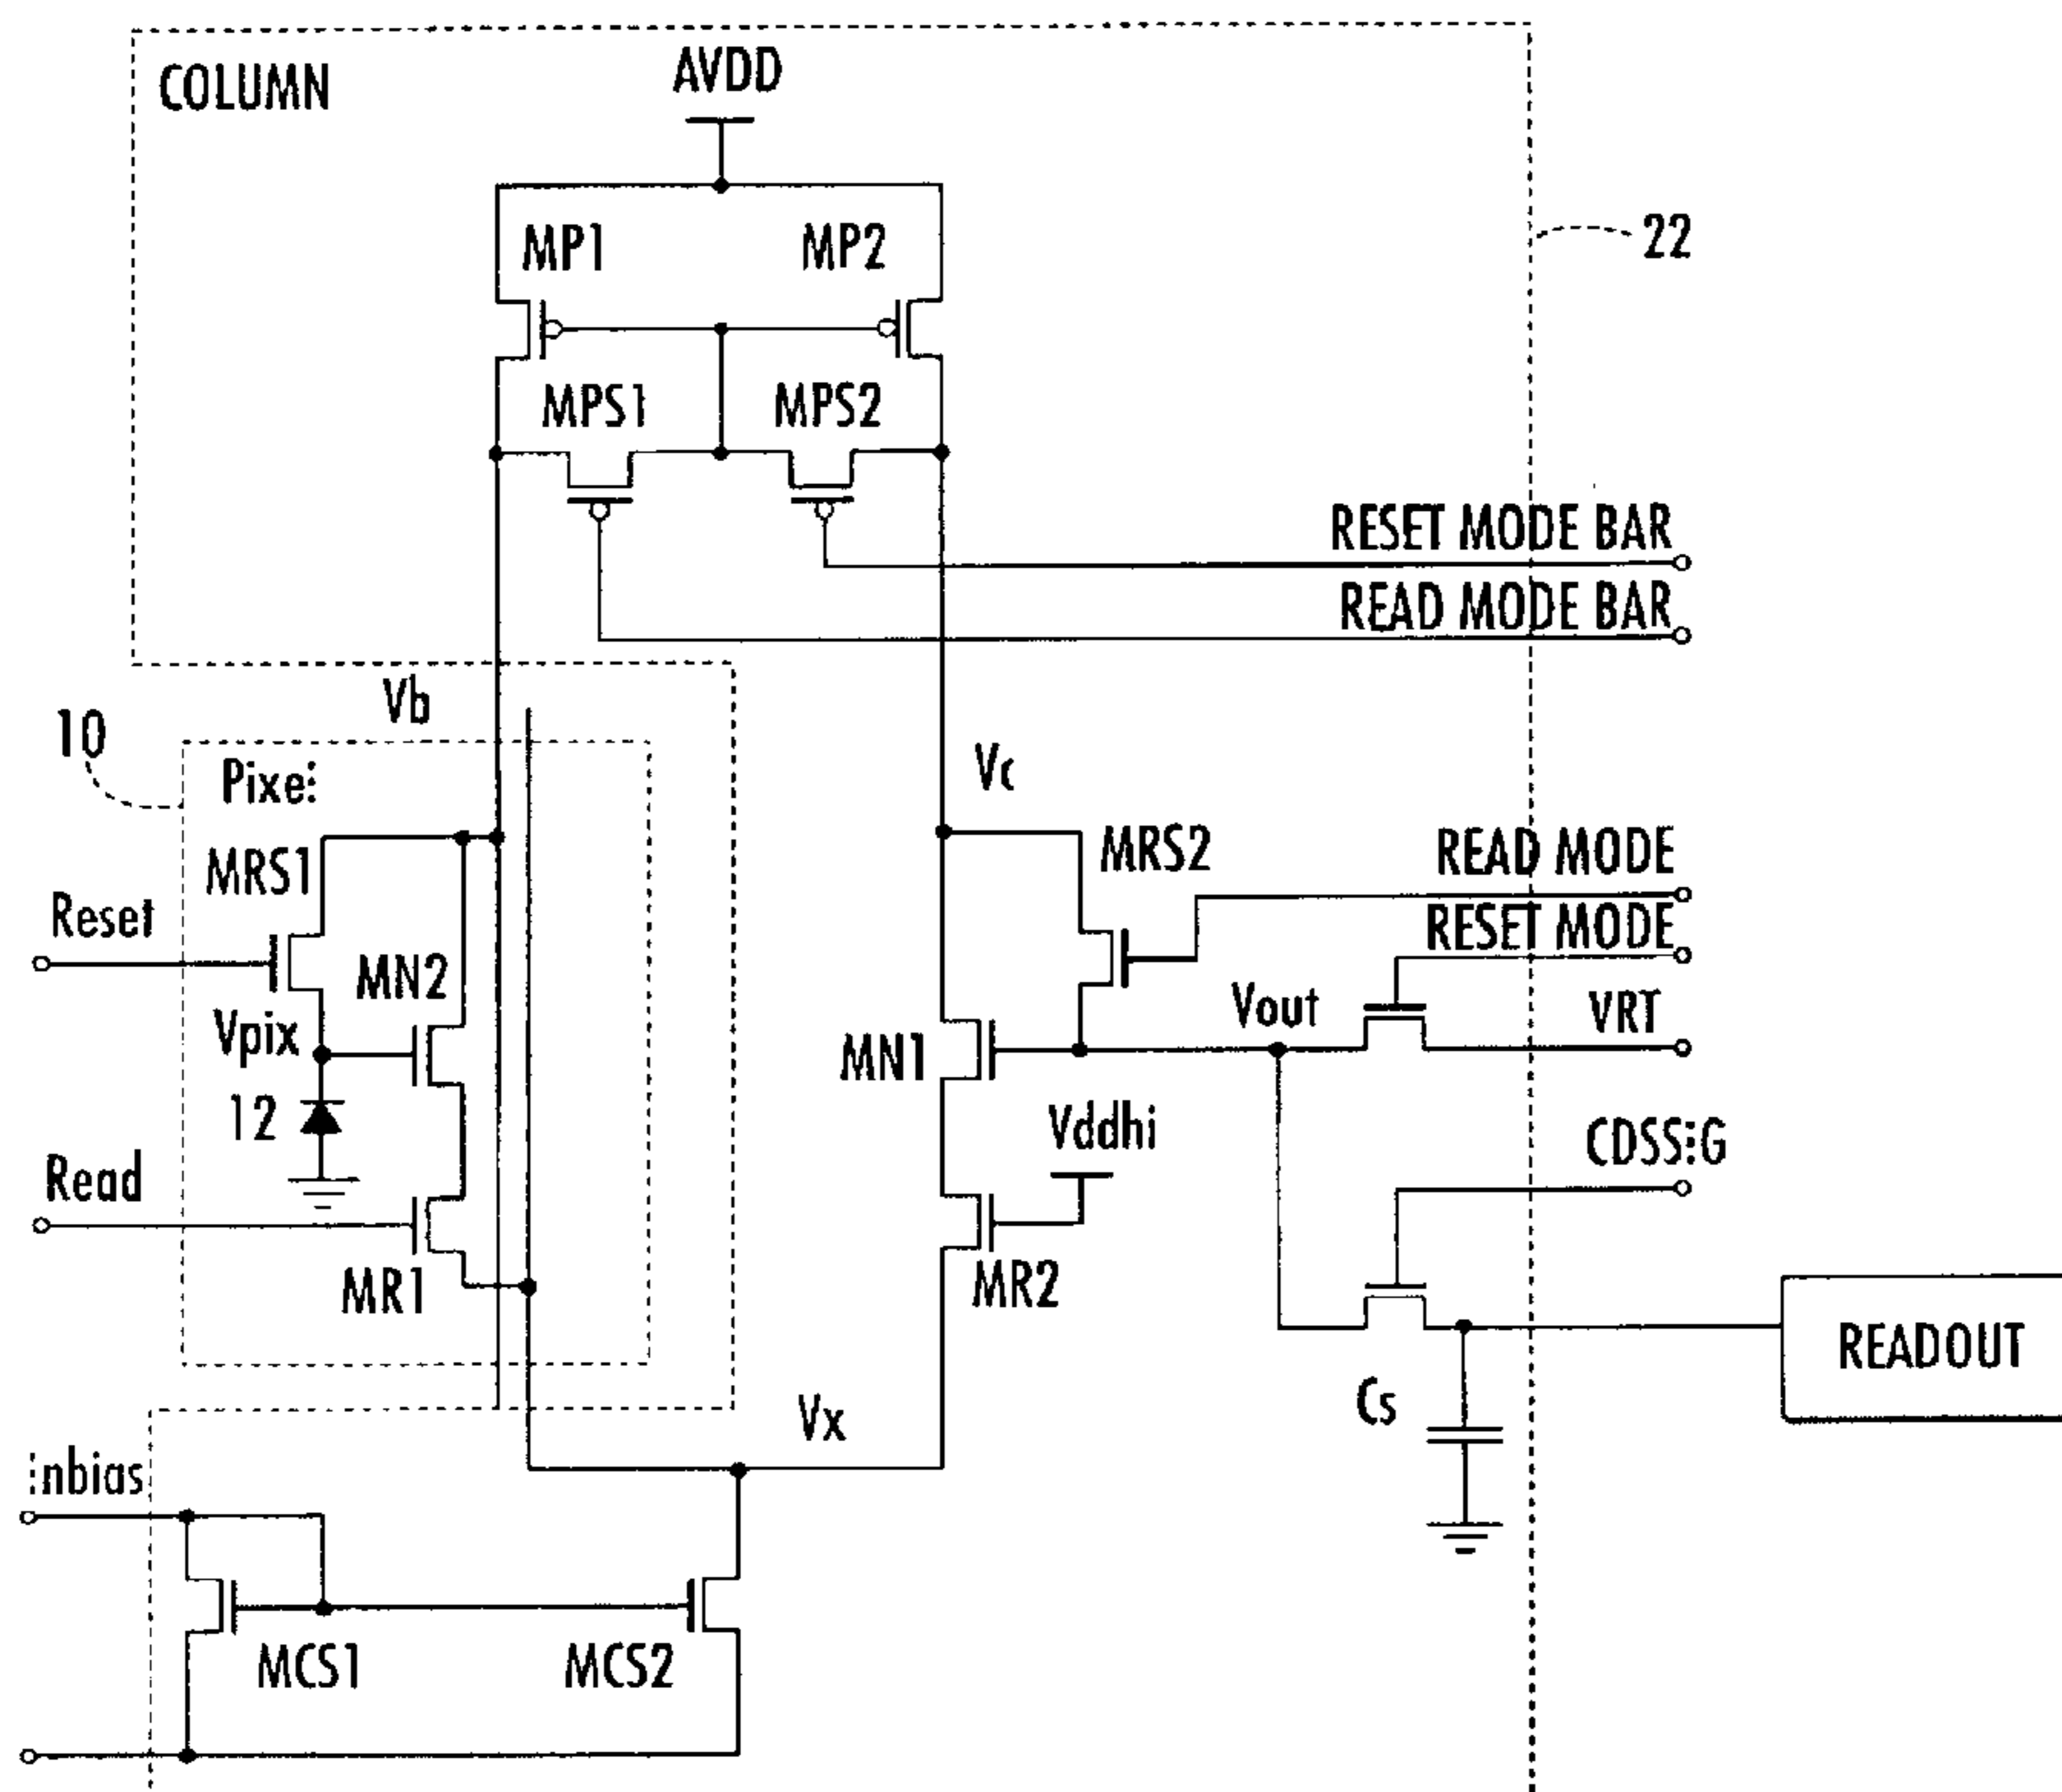 COLUMN
AVDD
MP1
MP2
22
MPS1
MPS2
RESET MODE BAR
READ MODE BAR
Vb
10
Pixe:
Vc
MRS1
MRS2
READ MODE
Reset
RESET MODE
MN2
Vpix
Vout
VRT
MN1
12
Vddhi
CDSS:G
Read
MR1
MR2
READOUT
Cs
Vx
:nbias
MCS1
MCS2